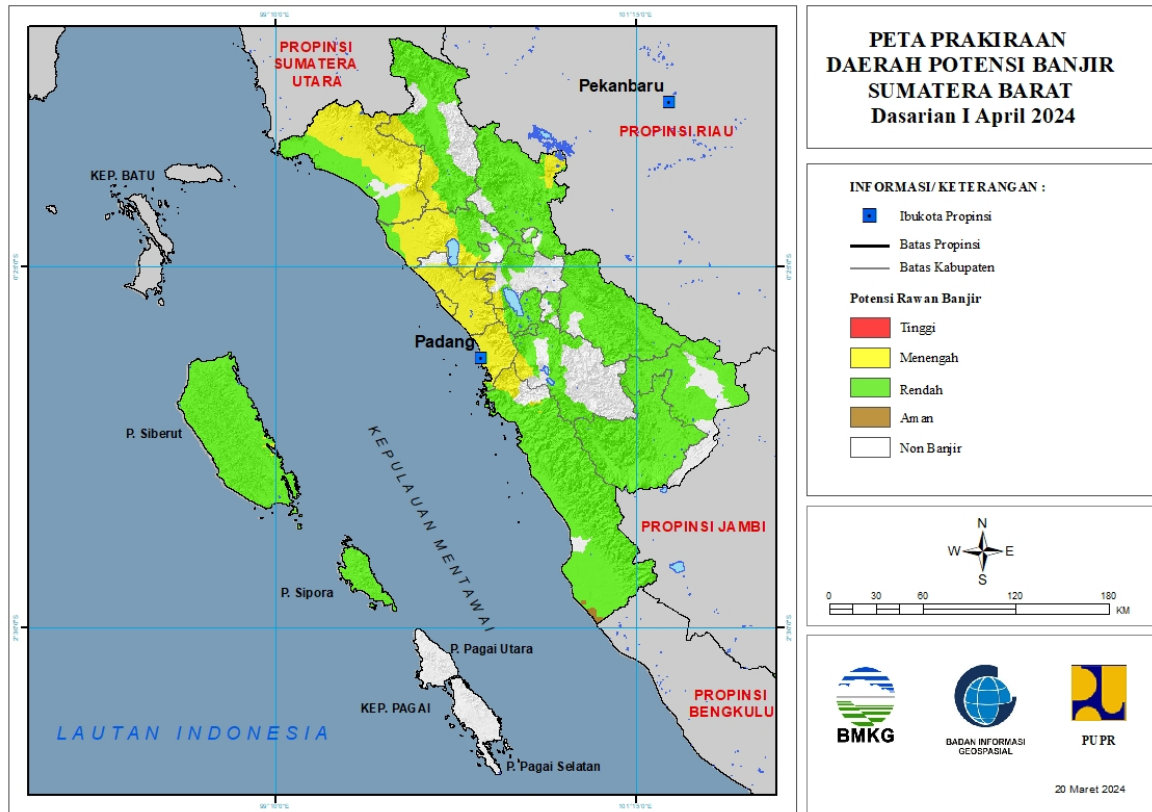 PETA PRAKIRAAN
DAERAH POTENSI BANJIR
SUMATERA BARAT
Dasarian I April 2024
INFORMASI/ KETERANGAN :
Ibukota Propinsi
Batas Propinsi
Batas Kabupaten
Potensi Rawan Banjir
Tinggi
Menengah
Rendah
Aman
Non Banjir
N
W
E
S
0
30
60
120
180
KM
BMKG
BADAN INFORMASI
GEOSPASIAL
PUPR
20 Maret 2024
PROPINSI
SUMATERA
UTARA
Pekanbaru
PROPINSI RIAU
KEP. BATU
Padang
P. Siberut
KEPULAUAN MENTAWAI
PROPINSI JAMBI
P. Sipora
P. Pagai Utara
KEP. PAGAI
PROPINSI
BENGKULU
LAUTAN INDONESIA
P. Pagai Selatan